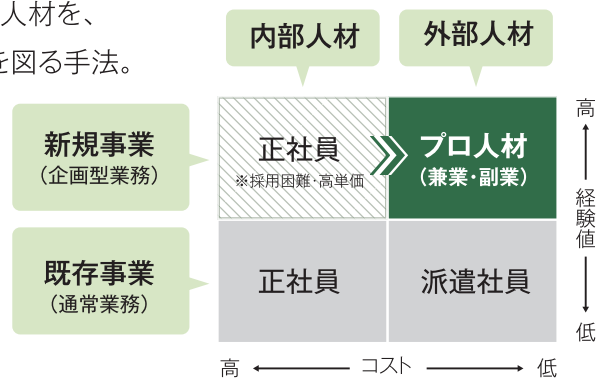 人材を、
を図る手法。
内部人材
外部人材
新規事業
（企画型業務）
正社員
※採用困難・高単価
プロ人材
（兼業・副業）
高
経験値
低
既存事業
（通常業務）
正社員
派遣社員
高
コスト
低